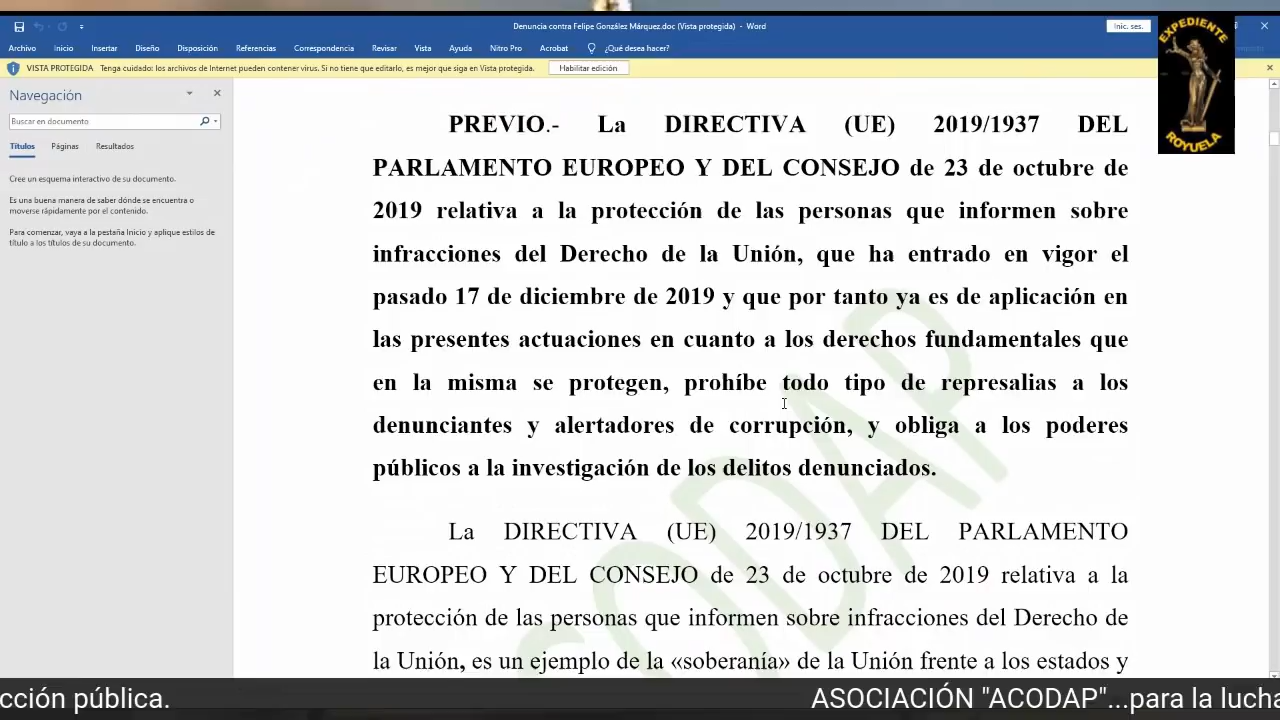 Denuncia contra Felipe González Márquez.doc (Vista protegida) - Word
Inic. ses.
Archivo Inicio Insertar Diseño Disposición Referencias Correspondencia Revisar Vista Ayuda Nitro Pro Acrobat ¿Qué desea hacer?
VISTA PROTEGIDA Tenga cuidado: los archivos de Internet pueden contener virus. Si no tiene que editarlo, es mejor que siga en Vista protegida. Habilitar edición
EXPEDIENTE
ROYUELA
Navegación
Buscar en documento
Títulos Páginas Resultados
Cree un esquema interactivo de su documento.
Es una buena manera de saber dónde se encuentra o
moverse rápidamente por el contenido.
Para comenzar, vaya a la pestaña Inicio y aplique estilos de
título a los títulos de su documento.
PREVIO.- La DIRECTIVA (UE) 2019/1937 DEL
PARLAMENTO EUROPEO Y DEL CONSEJO de 23 de octubre de
2019 relativa a la protección de las personas que informen sobre
infracciones del Derecho de la Unión, que ha entrado en vigor el
pasado 17 de diciembre de 2019 y que por tanto ya es de aplicación en
las presentes actuaciones en cuanto a los derechos fundamentales que
en la misma se protegen, prohíbe todo tipo de represalias a los
denunciantes y alertadores de corrupción, y obliga a los poderes
públicos a la investigación de los delitos denunciados.
La DIRECTIVA (UE) 2019/1937 DEL PARLAMENTO
EUROPEO Y DEL CONSEJO de 23 de octubre de 2019 relativa a la
protección de las personas que informen sobre infracciones del Derecho de
la Unión, es un ejemplo de la «soberanía» de la Unión frente a los estados y
cción pública. ASOCIACIÓN "ACODAP"...para la lucha